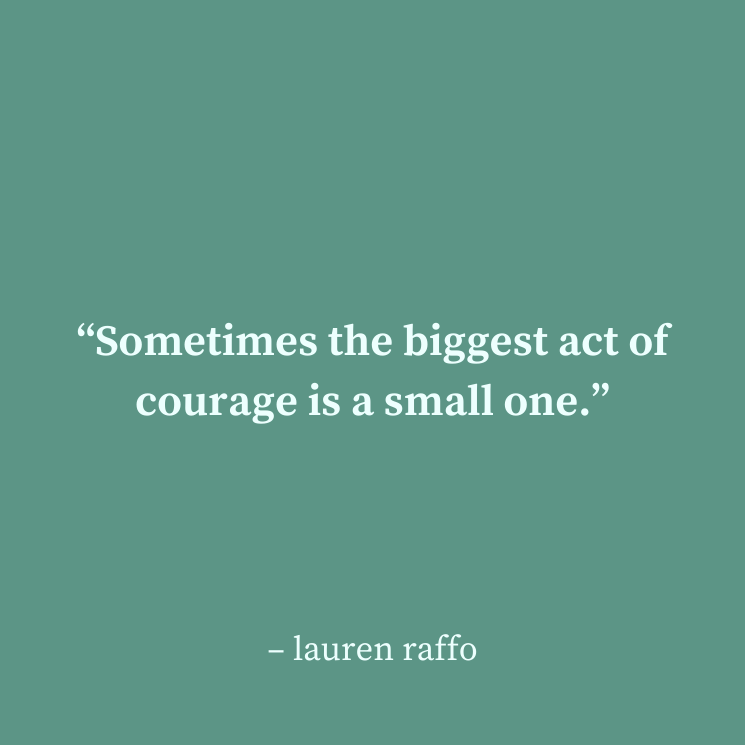 “Sometimes the biggest act of
courage is a small one.”
– lauren raffo